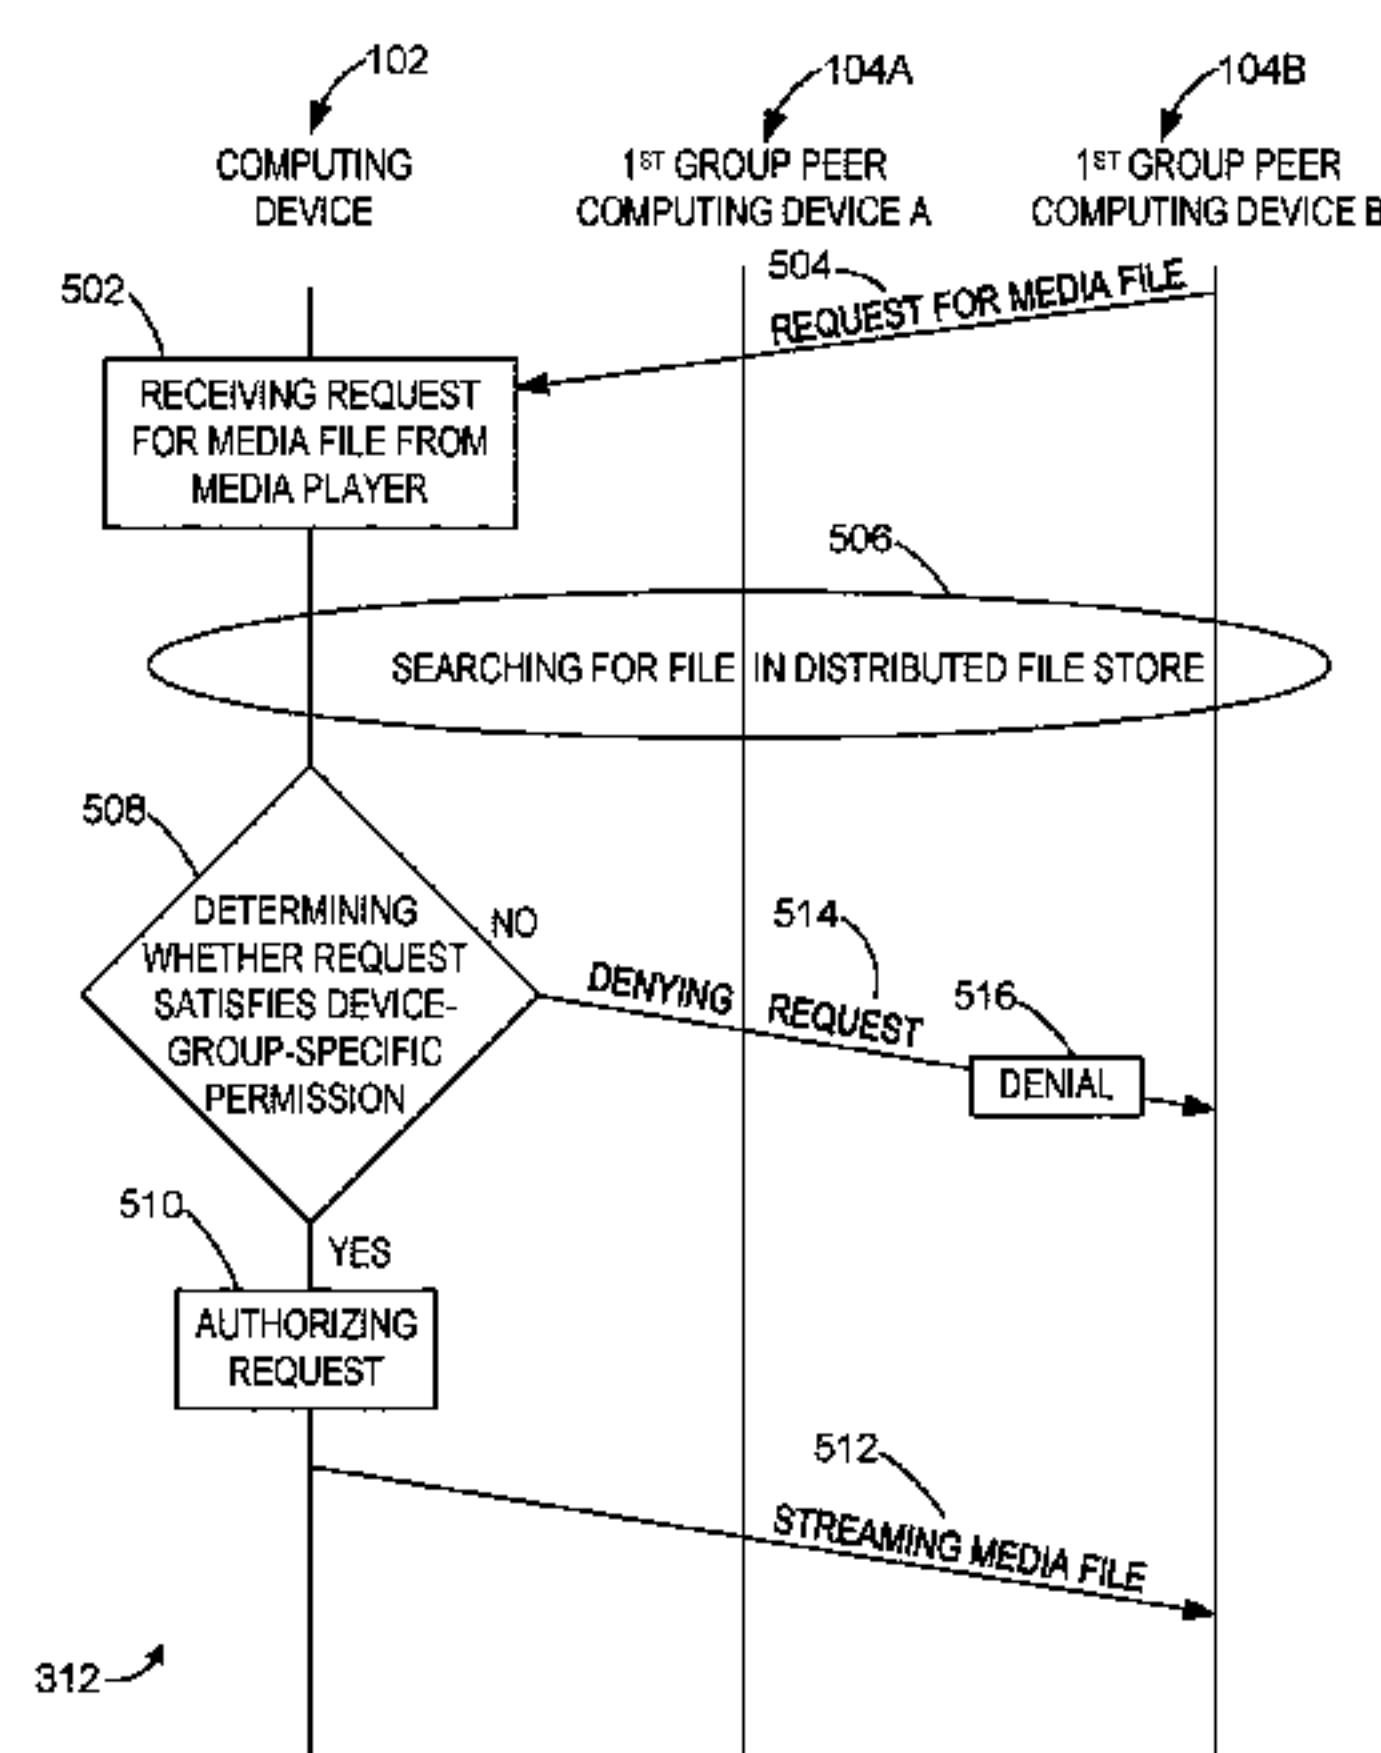 102
104A
104B
COMPUTING
DEVICE
1ST GROUP PEER
COMPUTING DEVICE A
1ST GROUP PEER
COMPUTING DEVICE B
502
504
REQUEST FOR MEDIA FILE
RECEIVING REQUEST
FOR MEDIA FILE FROM
MEDIA PLAYER
506
SEARCHING FOR FILE IN DISTRIBUTED FILE STORE
508
DETERMINING
WHETHER REQUEST
SATISFIES DEVICE-
GROUP-SPECIFIC
PERMISSION
NO
514
DENYING REQUEST
516
DENIAL
510
YES
AUTHORIZING
REQUEST
512
STREAMING MEDIA FILE
312